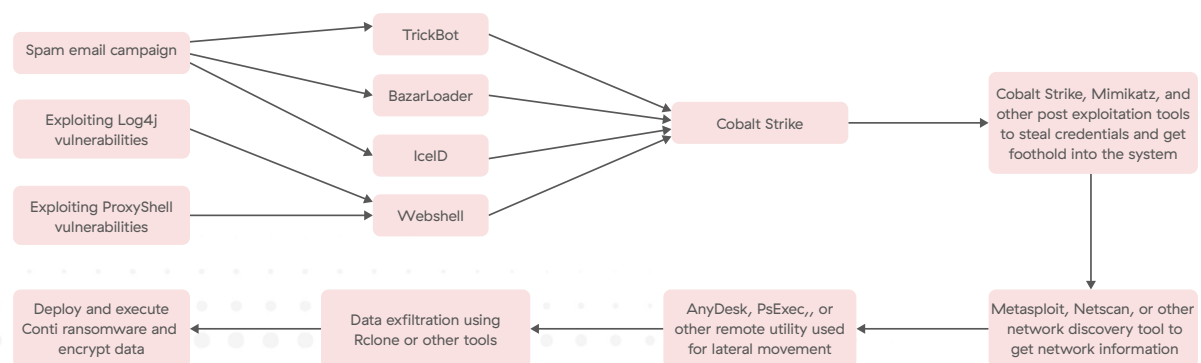 Spam email campaign
Exploiting Log4j
vulnerabilities
Exploiting ProxyShell
vulnerabilities
TrickBot
BazarLoader
IceID
Webshell
Cobalt Strike
Cobalt Strike, Mimikatz, and
other post exploitation tools
to steal credentials and get
foothold into the system
Metasploit, Netscan, or other
network discovery tool to
get network information
AnyDesk, PsExec,, or
other remote utility used
for lateral movement
Data exfiltration using
Rclone or other tools
Deploy and execute
Conti ransomware and
encrypt data